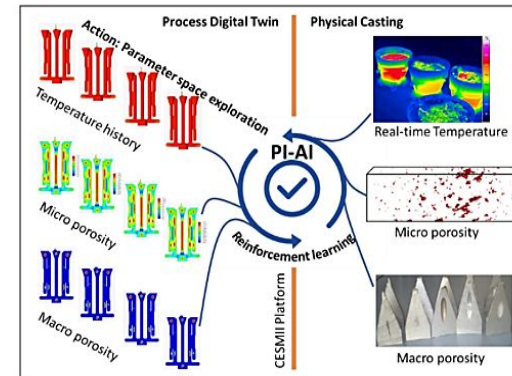 Process Digital Twin
Physical Casting
Action: Parameter space exploration
Temperature history
Micro porosity
Macro porosity
PI-AI
Reinforcement learning
CESMII Platform
Real-time Temperature
Micro porosity
Macro porosity